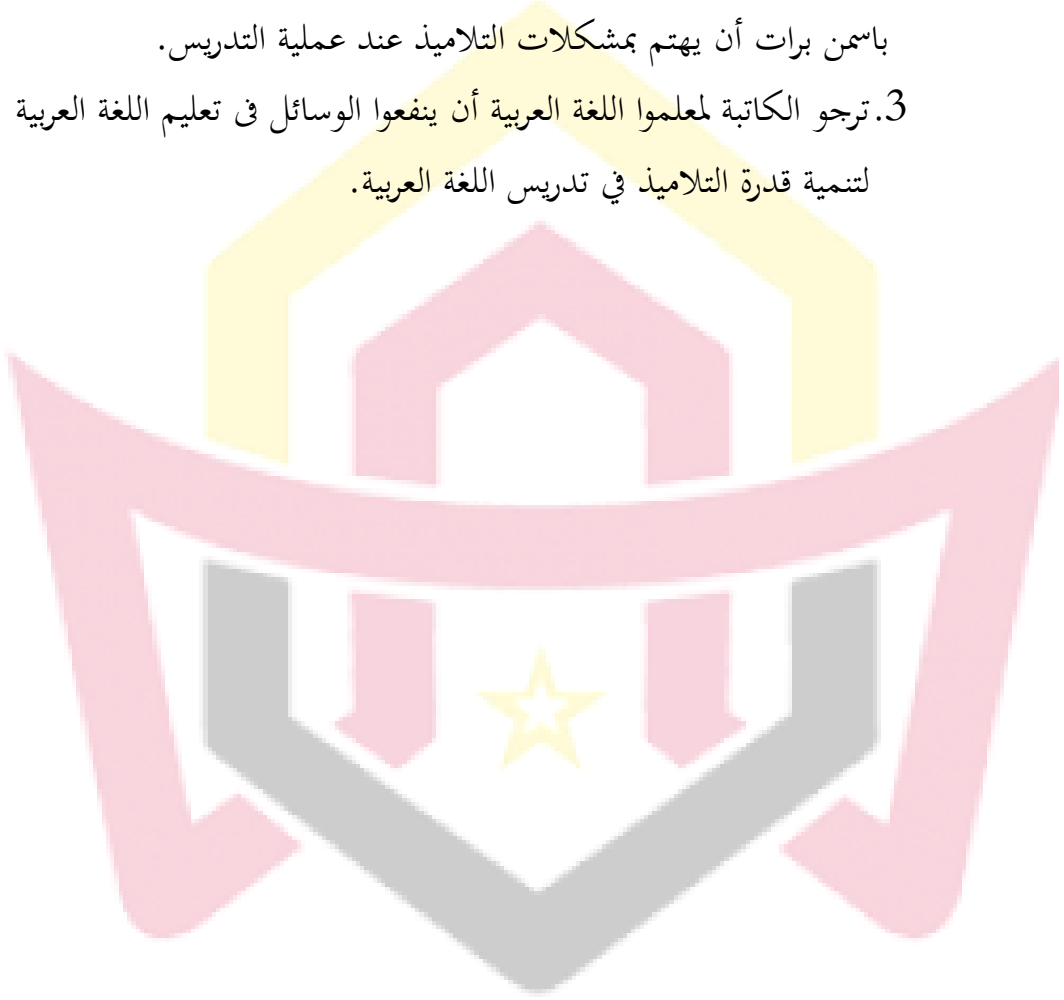 باسمن برات أن يهتم بمشكلات التلاميذ عند عملية التدريس.
3. ترجو الكاتبة لمعلموا اللغة العربية أن ينفعوا الوسائل فى تعليم اللغة العربية
لتنمية قدرة التلاميذ في تدريس اللغة العربية.